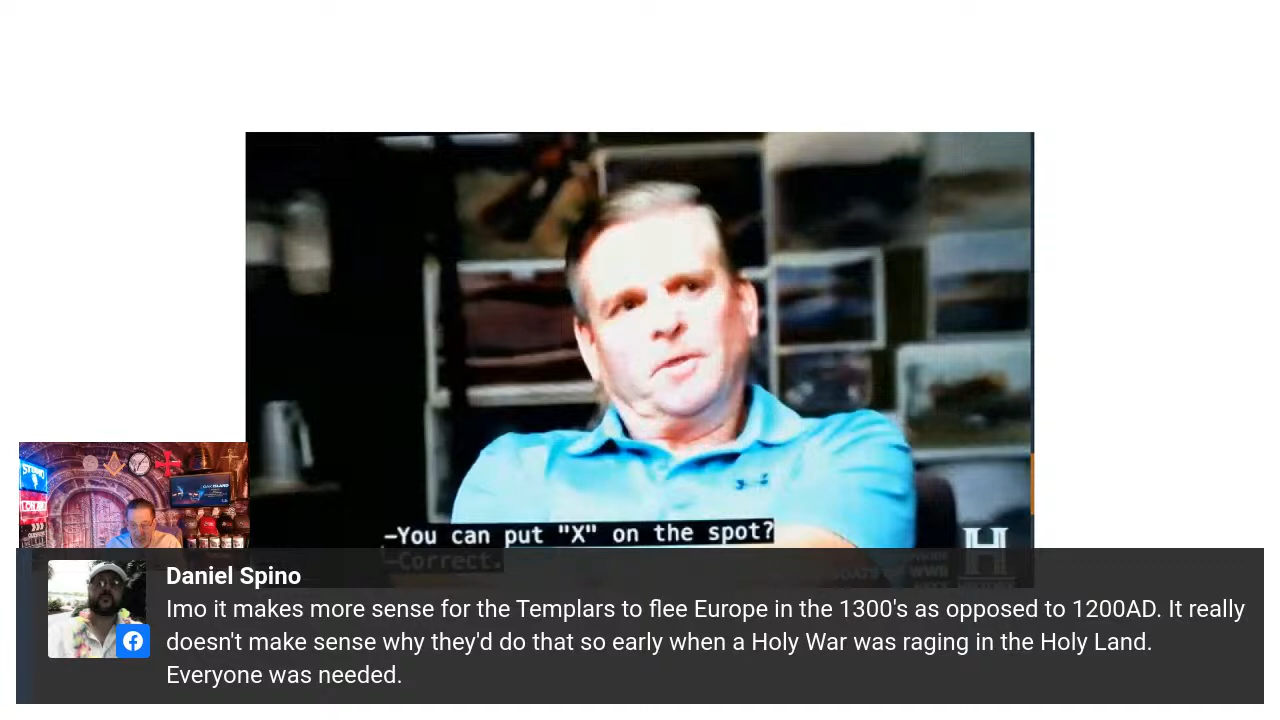 -You can put "X" on the spot?
-Correct.
H
HISTORY
Daniel Spino
Imo it makes more sense for the Templars to flee Europe in the 1300's as opposed to 1200AD. It really
doesn't make sense why they'd do that so early when a Holy War was raging in the Holy Land.
Everyone was needed.